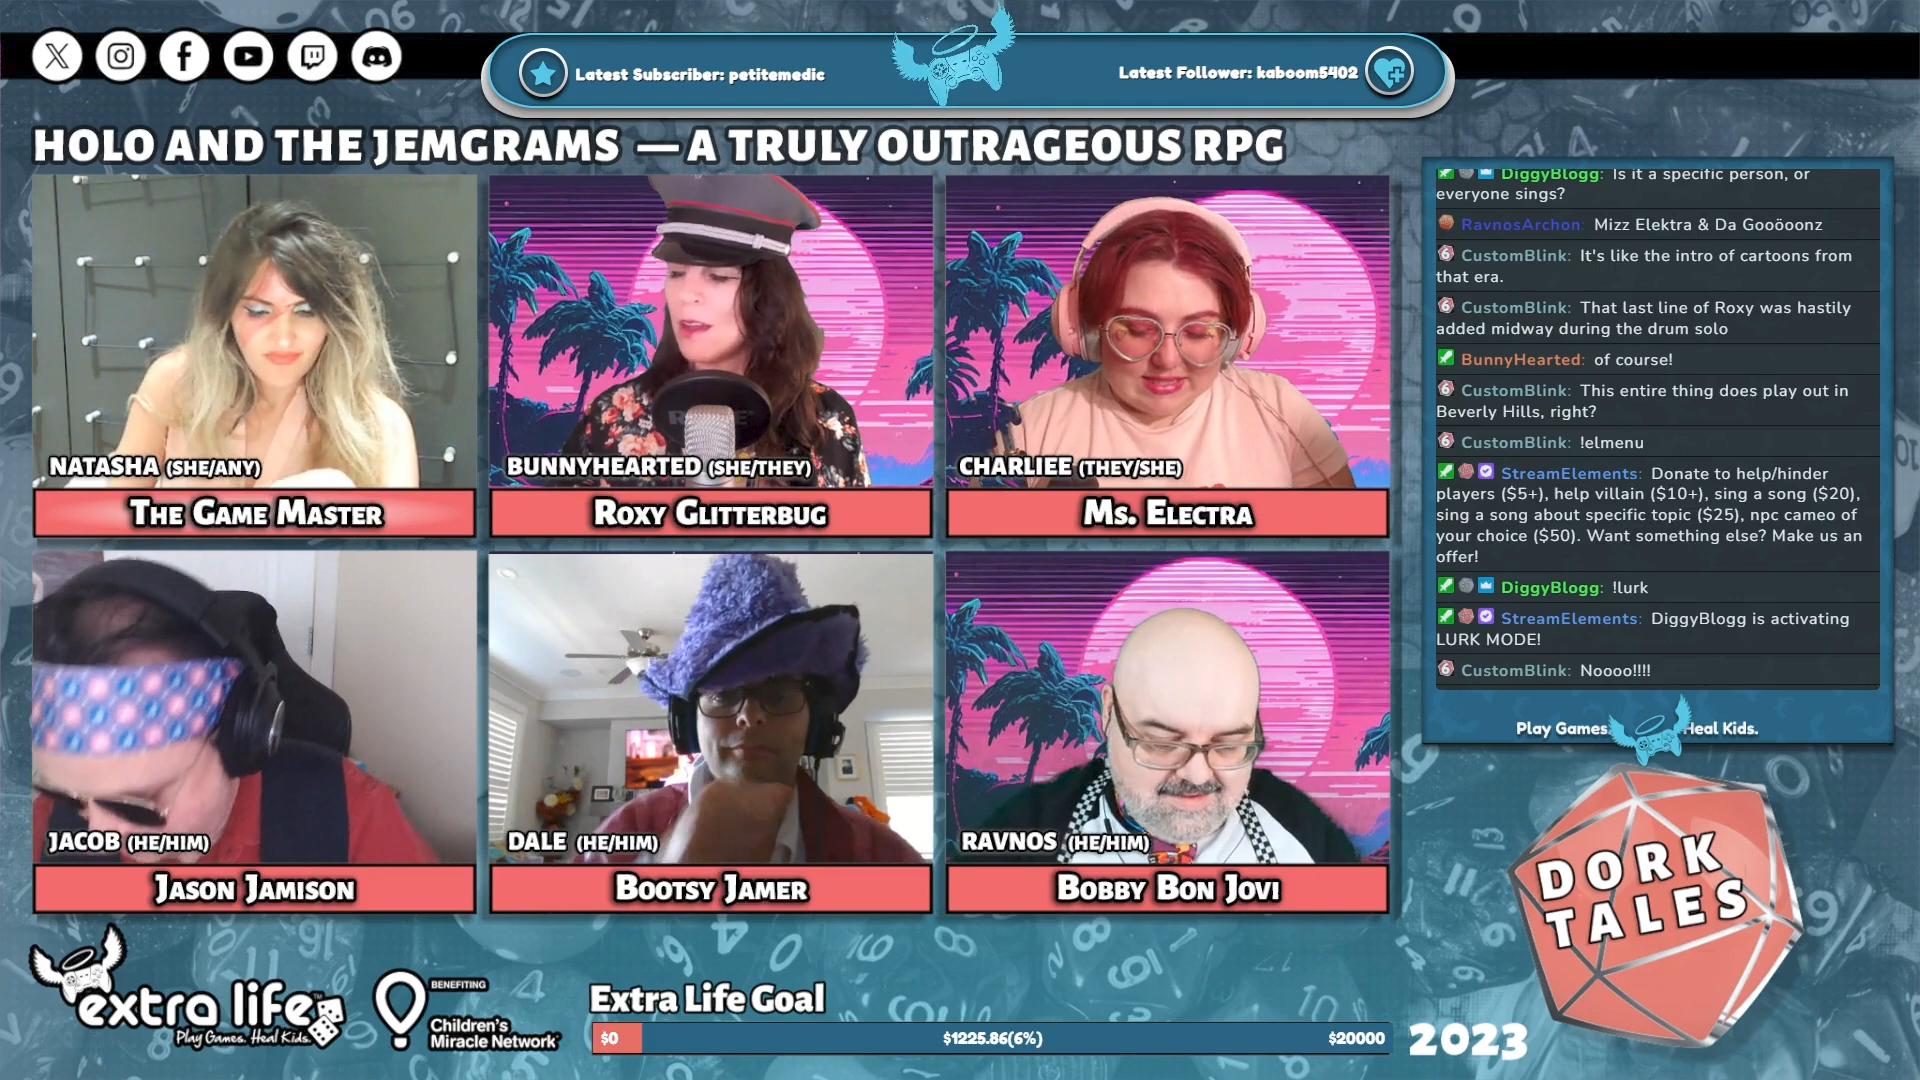 Latest Subscriber: petitemedic
Latest Follower: kaboom5402
HOLO AND THE JEMGRAMS — A TRULY OUTRAGEOUS RPG
NATASHA (SHE/ANY)
THE GAME MASTER
BUNNYHEARTED (SHE/THEY)
ROXY GLITTERBUG
CHARLIEE (THEY/SHE)
MS. ELECTRA
JACOB (HE/HIM)
JASON JAMISON
DALE (HE/HIM)
BOOTSY JAMER
RAVNOS (HE/HIM)
BOBBY BON JOVI
DiggyBlogg: Is it a specific person, or
everyone sings?
RavnosArchon: Mizz Elektra & Da Gooöoonz
CustomBlink: It's like the intro of cartoons from
that era.
CustomBlink: That last line of Roxy was hastily
added midway during the drum solo
BunnyHearted: of course!
CustomBlink: This entire thing does play out in
Beverly Hills, right?
CustomBlink: !elmenu
StreamElements: Donate to help/hinder
players ($5+), help villain ($10+), sing a song ($20),
sing a song about specific topic ($25), npc cameo of
your choice ($50). Want something else? Make us an
offer!
DiggyBlogg: !lurk
StreamElements: DiggyBlogg is activating
LURK MODE!
CustomBlink: Noooo!!!!
Play Games. Heal Kids.
DORK
TALES
extra life
Play Games. Heal Kids.
BENEFITING
Children's
Miracle Network
Extra Life Goal
$0
$1225.86(6%)
$20000
2023